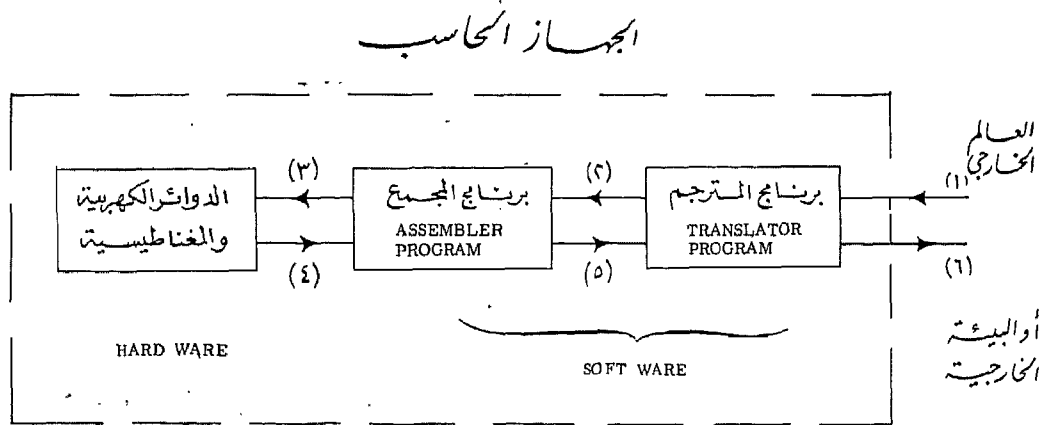 الجهاز الحاسب
العالم
الخارجي
(١)
(٢)
(٣)
برنامج المترجم
TRANSLATOR
PROGRAM
برنامج المجمع
ASSEMBLER
PROGRAM
الدوائر الكهربية
والمغناطيسية
(٤)
(٥)
(٦)
أو البيئة
الخارجية
HARD WARE
SOFT WARE